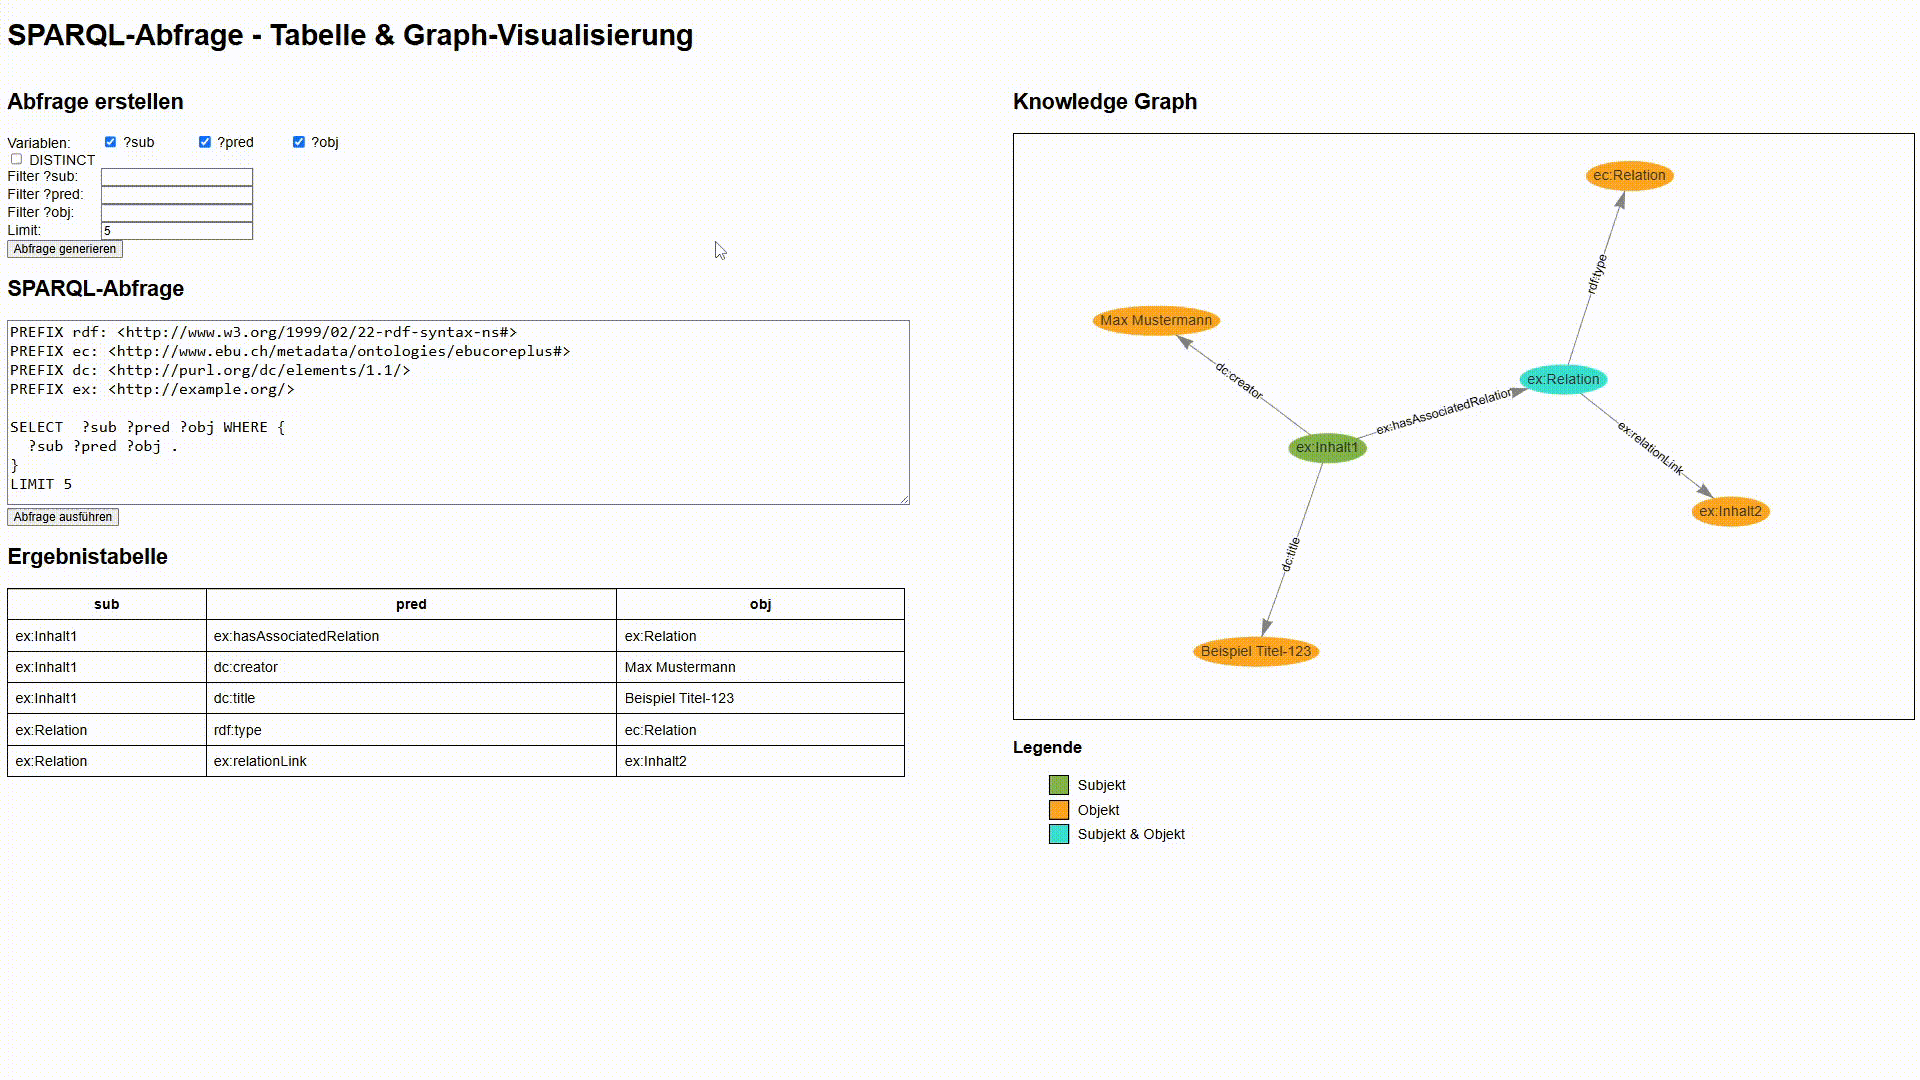 SPARQL-Abfrage - Tabelle & Graph-Visualisierung
Abfrage erstellen
Variablen: ?sub ?pred ?obj
DISTINCT
Filter ?sub:
Filter ?pred:
Filter ?obj:
Limit: 5
Abfrage generieren
SPARQL-Abfrage
PREFIX rdf: <http://www.w3.org/1999/02/22-rdf-syntax-ns#>
PREFIX ec: <http://www.ebu.ch/metadata/ontologies/ebucoreplus#>
PREFIX dc: <http://purl.org/dc/elements/1.1/>
PREFIX ex: <http://example.org/>
SELECT  ?sub ?pred ?obj WHERE {
  ?sub ?pred ?obj .
}
LIMIT 5
Abfrage ausführen
Ergebnistabelle
sub pred obj
ex:Inhalt1 ex:hasAssociatedRelation ex:Relation
ex:Inhalt1 dc:creator Max Mustermann
ex:Inhalt1 dc:title Beispiel Titel-123
ex:Relation rdf:type ec:Relation
ex:Relation ex:relationLink ex:Inhalt2
Knowledge Graph
ec:Relation
rdf:type
Max Mustermann
dc:creator
ex:Relation
ex:hasAssociatedRelation
ex:Inhalt1
ex:relationLink
ex:Inhalt2
dc:title
Beispiel Titel-123
Legende
Subjekt
Objekt
Subjekt & Objekt